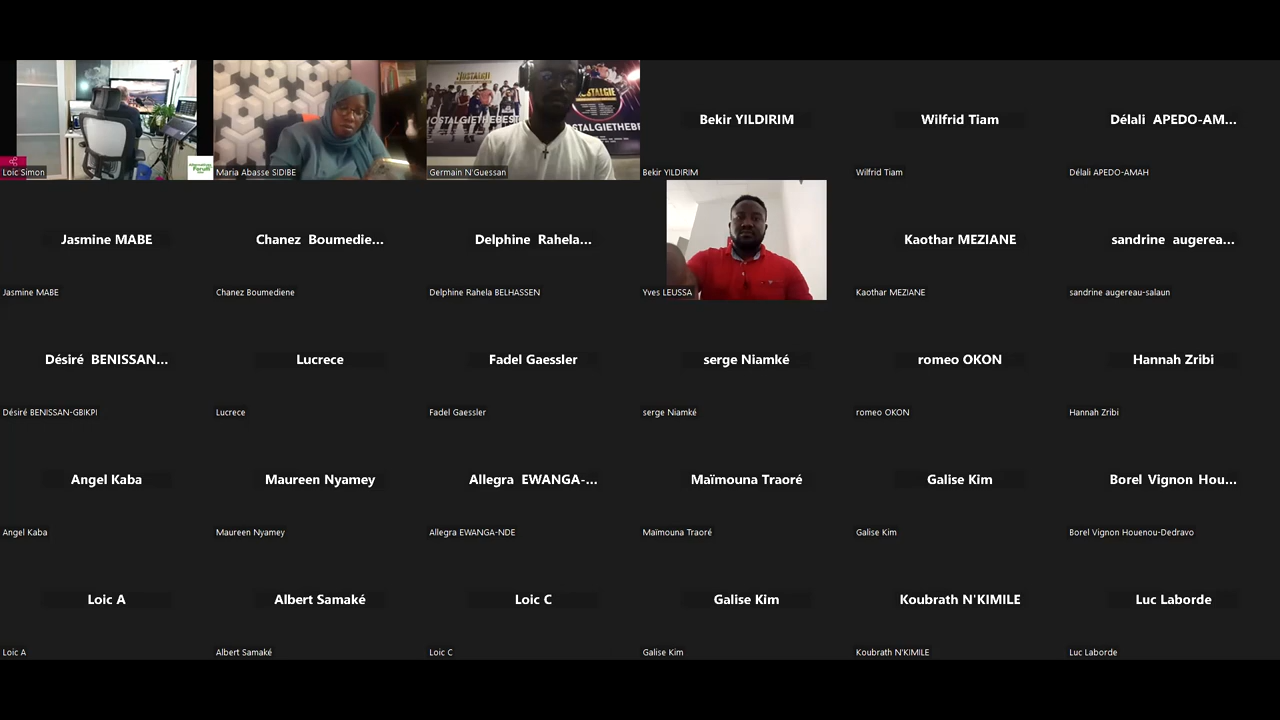 Loïc Simon
Maria Abasse SIDIBE
NOSTALGIE
NOSTALGIETHEBEST
Germain N'Guessan
NOSTALGIE
NOSTALGIETHEBE
Bekir YILDIRIM
Bekir YILDIRIM
Wilfrid Tiam
Wilfrid Tiam
Délali APEDO-AM...
Délali APEDO-AMAH
Jasmine MABE
Jasmine MABE
Chanez Boumedie...
Chanez Boumediene
Delphine Rahela...
Delphine Rahela BELHASSEN
Yves LEUSSA
Kaothar MEZIANE
Kaothar MEZIANE
sandrine augerea...
sandrine augereau-salaun
Désiré BENISSAN...
Désiré BENISSAN-GBIKPI
Lucrece
Lucrece
Fadel Gaessler
Fadel Gaessler
serge Niamké
serge Niamké
romeo OKON
romeo OKON
Hannah Zribi
Hannah Zribi
Angel Kaba
Angel Kaba
Maureen Nyamey
Maureen Nyamey
Allegra EWANGA-...
Allegra EWANGA-NDE
Maïmouna Traoré
Maïmouna Traoré
Galise Kim
Galise Kim
Borel Vignon Hou...
Borel Vignon Houenou-Dedravo
Loic A
Loic A
Albert Samaké
Albert Samaké
Loic C
Loic C
Galise Kim
Galise Kim
Koubrath N'KIMILE
Koubrath N'KIMILE
Luc Laborde
Luc Laborde